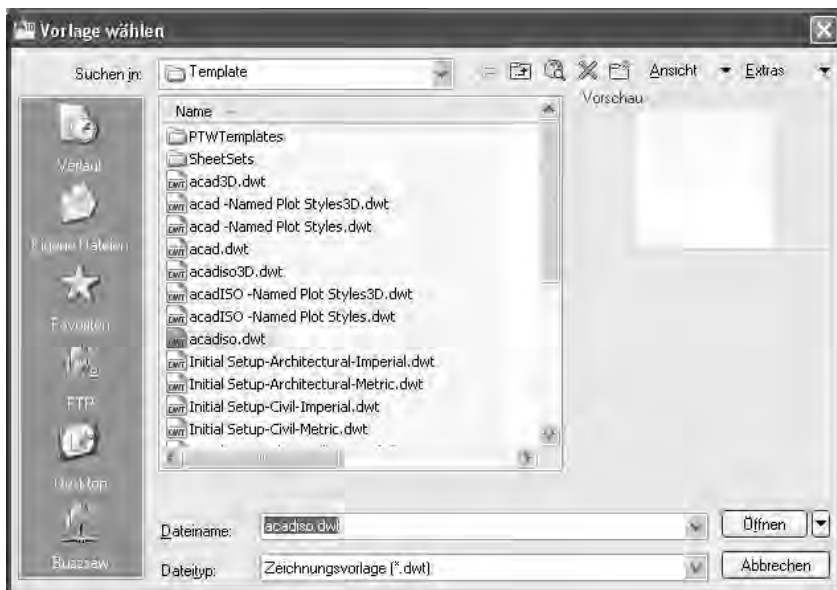 Vorlage wählen
Suchen in: Template
Ansicht Extras
Vorschau
Name
PTWTemplates
SheetSets
acad3D.dwt
acad -Named Plot Styles3D.dwt
acad -Named Plot Styles.dwt
acad.dwt
acadiso3D.dwt
acadISO -Named Plot Styles3D.dwt
acadISO -Named Plot Styles.dwt
acadiso.dwt
Initial Setup-Architectural-Imperial.dwt
Initial Setup-Architectural-Metric.dwt
Initial Setup-Civil-Imperial.dwt
Initial Setup-Civil-Metric.dwt
Verlauf
Eigene Dateien
Favoriten
FTP
Desktop
Buzzsaw
Dateiname: acadiso.dwt
Öffnen
Dateityp: Zeichnungsvorlage (*.dwt)
Abbrechen